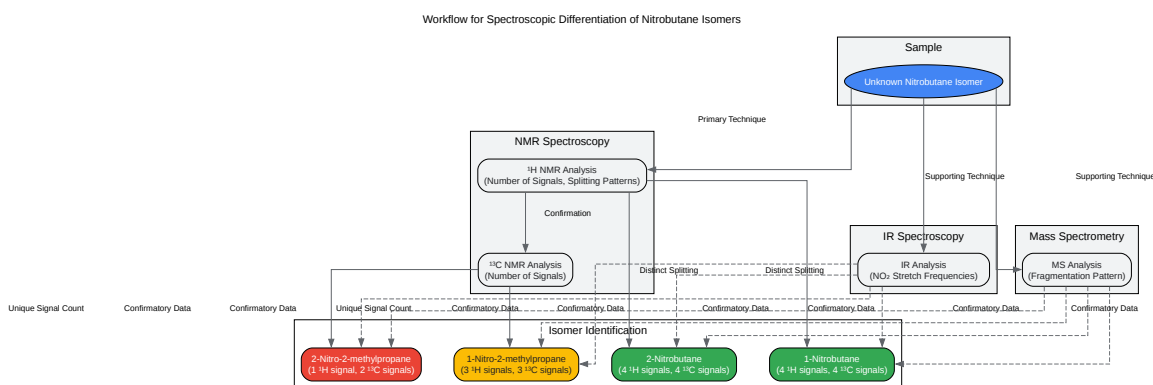 Workflow for Spectroscopic Differentiation of Nitrobutane Isomers
Sample
Unknown Nitrobutane Isomer
Primary Technique
NMR Spectroscopy
¹H NMR Analysis
(Number of Signals, Splitting Patterns)
Supporting Technique
Supporting Technique
Confirmation
IR Spectroscopy
Mass Spectrometry
¹³C NMR Analysis
(Number of Signals)
Distinct Splitting
Distinct Splitting
IR Analysis
(NO₂ Stretch Frequencies)
MS Analysis
(Fragmentation Pattern)
Unique Signal Count
Confirmatory Data
Confirmatory Data
Unique Signal Count
Confirmatory Data
Confirmatory Data
Confirmatory Data
Confirmatory Data
Confirmatory Data
Confirmatory Data
Isomer Identification
2-Nitro-2-methylpropane
(1 ¹H signal, 2 ¹³C signals)
1-Nitro-2-methylpropane
(3 ¹H signals, 3 ¹³C signals)
2-Nitrobutane
(4 ¹H signals, 4 ¹³C signals)
1-Nitrobutane
(4 ¹H signals, 4 ¹³C signals)